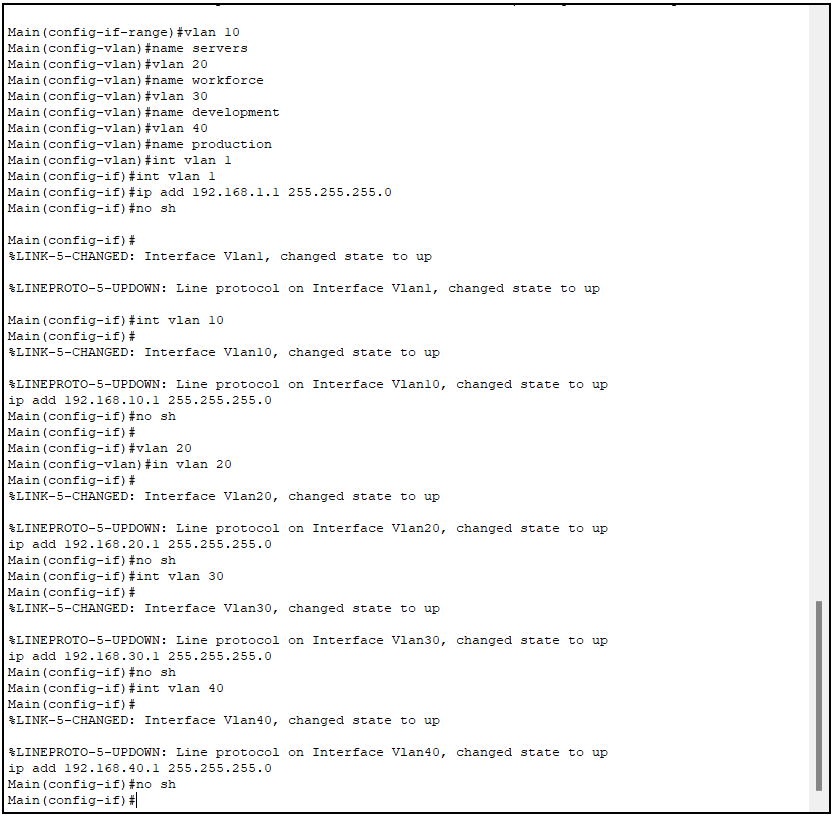 Main(config-if-range)#vlan 10
Main(config-vlan)#name servers
Main(config-vlan)#vlan 20
Main(config-vlan)#name workforce
Main(config-vlan)#vlan 30
Main(config-vlan)#name development
Main(config-vlan)#vlan 40
Main(config-vlan)#name production
Main(config-vlan)#int vlan 1
Main(config-if)#int vlan 1
Main(config-if)#ip add 192.168.1.1 255.255.255.0
Main(config-if)#no sh
Main(config-if)#
%LINK-5-CHANGED: Interface Vlan1, changed state to up
%LINEPROTO-5-UPDOWN: Line protocol on Interface Vlan1, changed state to up
Main(config-if)#int vlan 10
Main(config-if)#
%LINK-5-CHANGED: Interface Vlan10, changed state to up
%LINEPROTO-5-UPDOWN: Line protocol on Interface Vlan10, changed state to up
ip add 192.168.10.1 255.255.255.0
Main(config-if)#no sh
Main(config-if)#
Main(config-if)#vlan 20
Main(config-vlan)#in vlan 20
Main(config-if)#
%LINK-5-CHANGED: Interface Vlan20, changed state to up
%LINEPROTO-5-UPDOWN: Line protocol on Interface Vlan20, changed state to up
ip add 192.168.20.1 255.255.255.0
Main(config-if)#no sh
Main(config-if)#int vlan 30
Main(config-if)#
%LINK-5-CHANGED: Interface Vlan30, changed state to up
%LINEPROTO-5-UPDOWN: Line protocol on Interface Vlan30, changed state to up
ip add 192.168.30.1 255.255.255.0
Main(config-if)#no sh
Main(config-if)#int vlan 40
Main(config-if)#
%LINK-5-CHANGED: Interface Vlan40, changed state to up
%LINEPROTO-5-UPDOWN: Line protocol on Interface Vlan40, changed state to up
ip add 192.168.40.1 255.255.255.0
Main(config-if)#no sh
Main(config-if)#